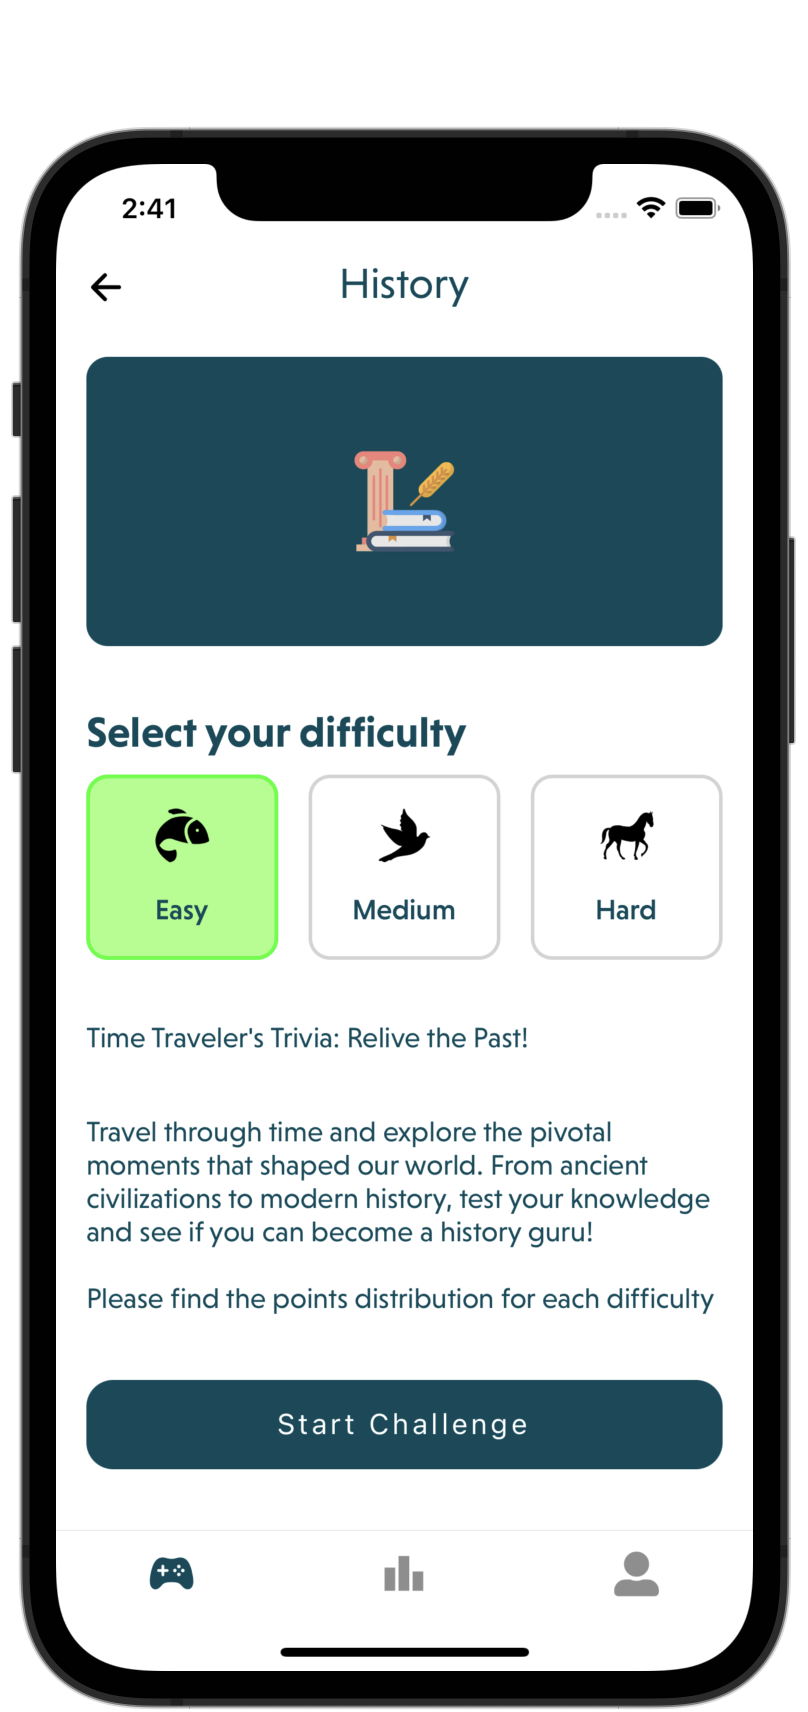 2:41
History
Select your difficulty
Easy
Medium
Hard
Time Traveler's Trivia: Relive the Past!
Travel through time and explore the pivotal
moments that shaped our world. From ancient
civilizations to modern history, test your knowledge
and see if you can become a history guru!
Please find the points distribution for each difficulty
Start Challenge